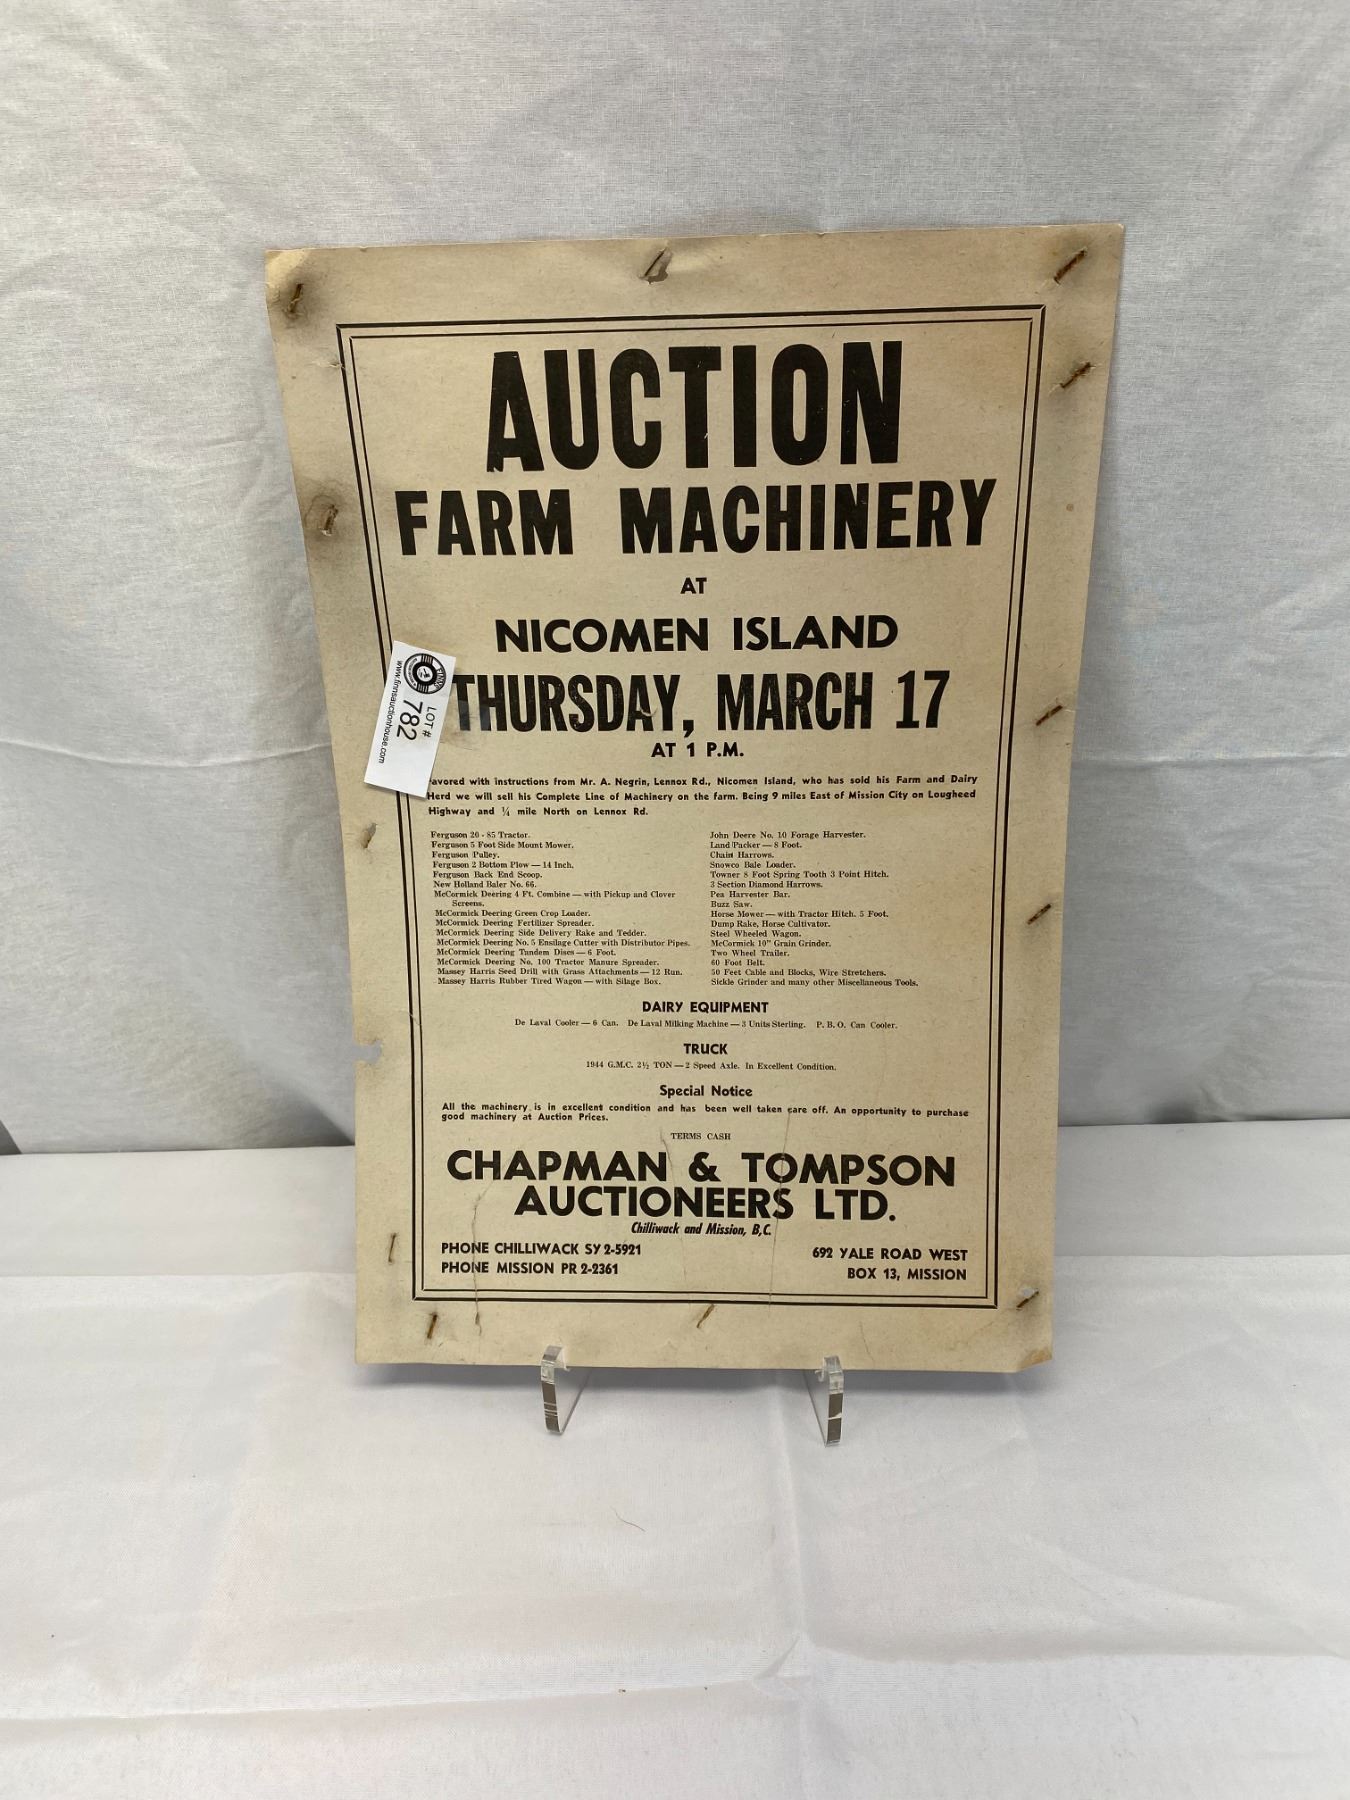 AUCTION
FARM MACHINERY
AT
NICOMEN ISLAND
THURSDAY, MARCH 17
AT 1 P.M.
FINNS
LOT #
782
www.finnsauctionhouse.com
avored with instructions from Mr. A. Negrin, Lennox Rd., Nicomen Island, who has sold his Farm and Dairy
Herd we will sell his Complete Line of Machinery on the farm. Being 9 miles East of Mission City on Lougheed
Highway and ¼ mile North on Lennox Rd.
Ferguson 20 - 85 Tractor.
Ferguson 5 Foot Side Mount Mower.
Ferguson Pulley.
Ferguson 2 Bottom Plow — 14 Inch.
Ferguson Back End Scoop.
New Holland Baler No. 66.
McCormick Deering 4 Ft. Combine — with Pickup and Clover
Screens.
McCormick Deering Green Crop Loader.
McCormick Deering Fertilizer Spreader.
McCormick Deering Side Delivery Rake and Tedder.
McCormick Deering No. 5 Ensilage Cutter with Distributor Pipes.
McCormick Deering Tandem Discs — 6 Foot.
McCormick Deering No. 100 Tractor Manure Spreader.
Massey Harris Seed Drill with Grass Attachments — 12 Run.
Massey Harris Rubber Tired Wagon — with Silage Box.
John Deere No. 10 Forage Harvester.
Land Packer — 8 Foot.
Chain Harrows.
Snowco Bale Loader.
Towner 8 Foot Spring Tooth 3 Point Hitch.
3 Section Diamond Harrows.
Pea Harvester Bar.
Buzz Saw.
Horse Mower — with Tractor Hitch. 5 Foot.
Dump Rake, Horse Cultivator.
Steel Wheeled Wagon.
McCormick 10" Grain Grinder.
Two Wheel Trailer.
60 Foot Belt.
50 Feet Cable and Blocks, Wire Stretchers.
Sickle Grinder and many other Miscellaneous Tools.
DAIRY EQUIPMENT
De Laval Cooler — 6 Can. De Laval Milking Machine — 3 Units Sterling. P. B. O. Can Cooler.
TRUCK
1944 G.M.C. 2½ TON — 2 Speed Axle. In Excellent Condition.
Special Notice
All the machinery is in excellent condition and has been well taken care off. An opportunity to purchase
good machinery at Auction Prices.
TERMS CASH
CHAPMAN & TOMPSON
AUCTIONEERS LTD.
Chilliwack and Mission, B,C.
PHONE CHILLIWACK SY 2-5921
PHONE MISSION PR 2-2361
692 YALE ROAD WEST
BOX 13, MISSION